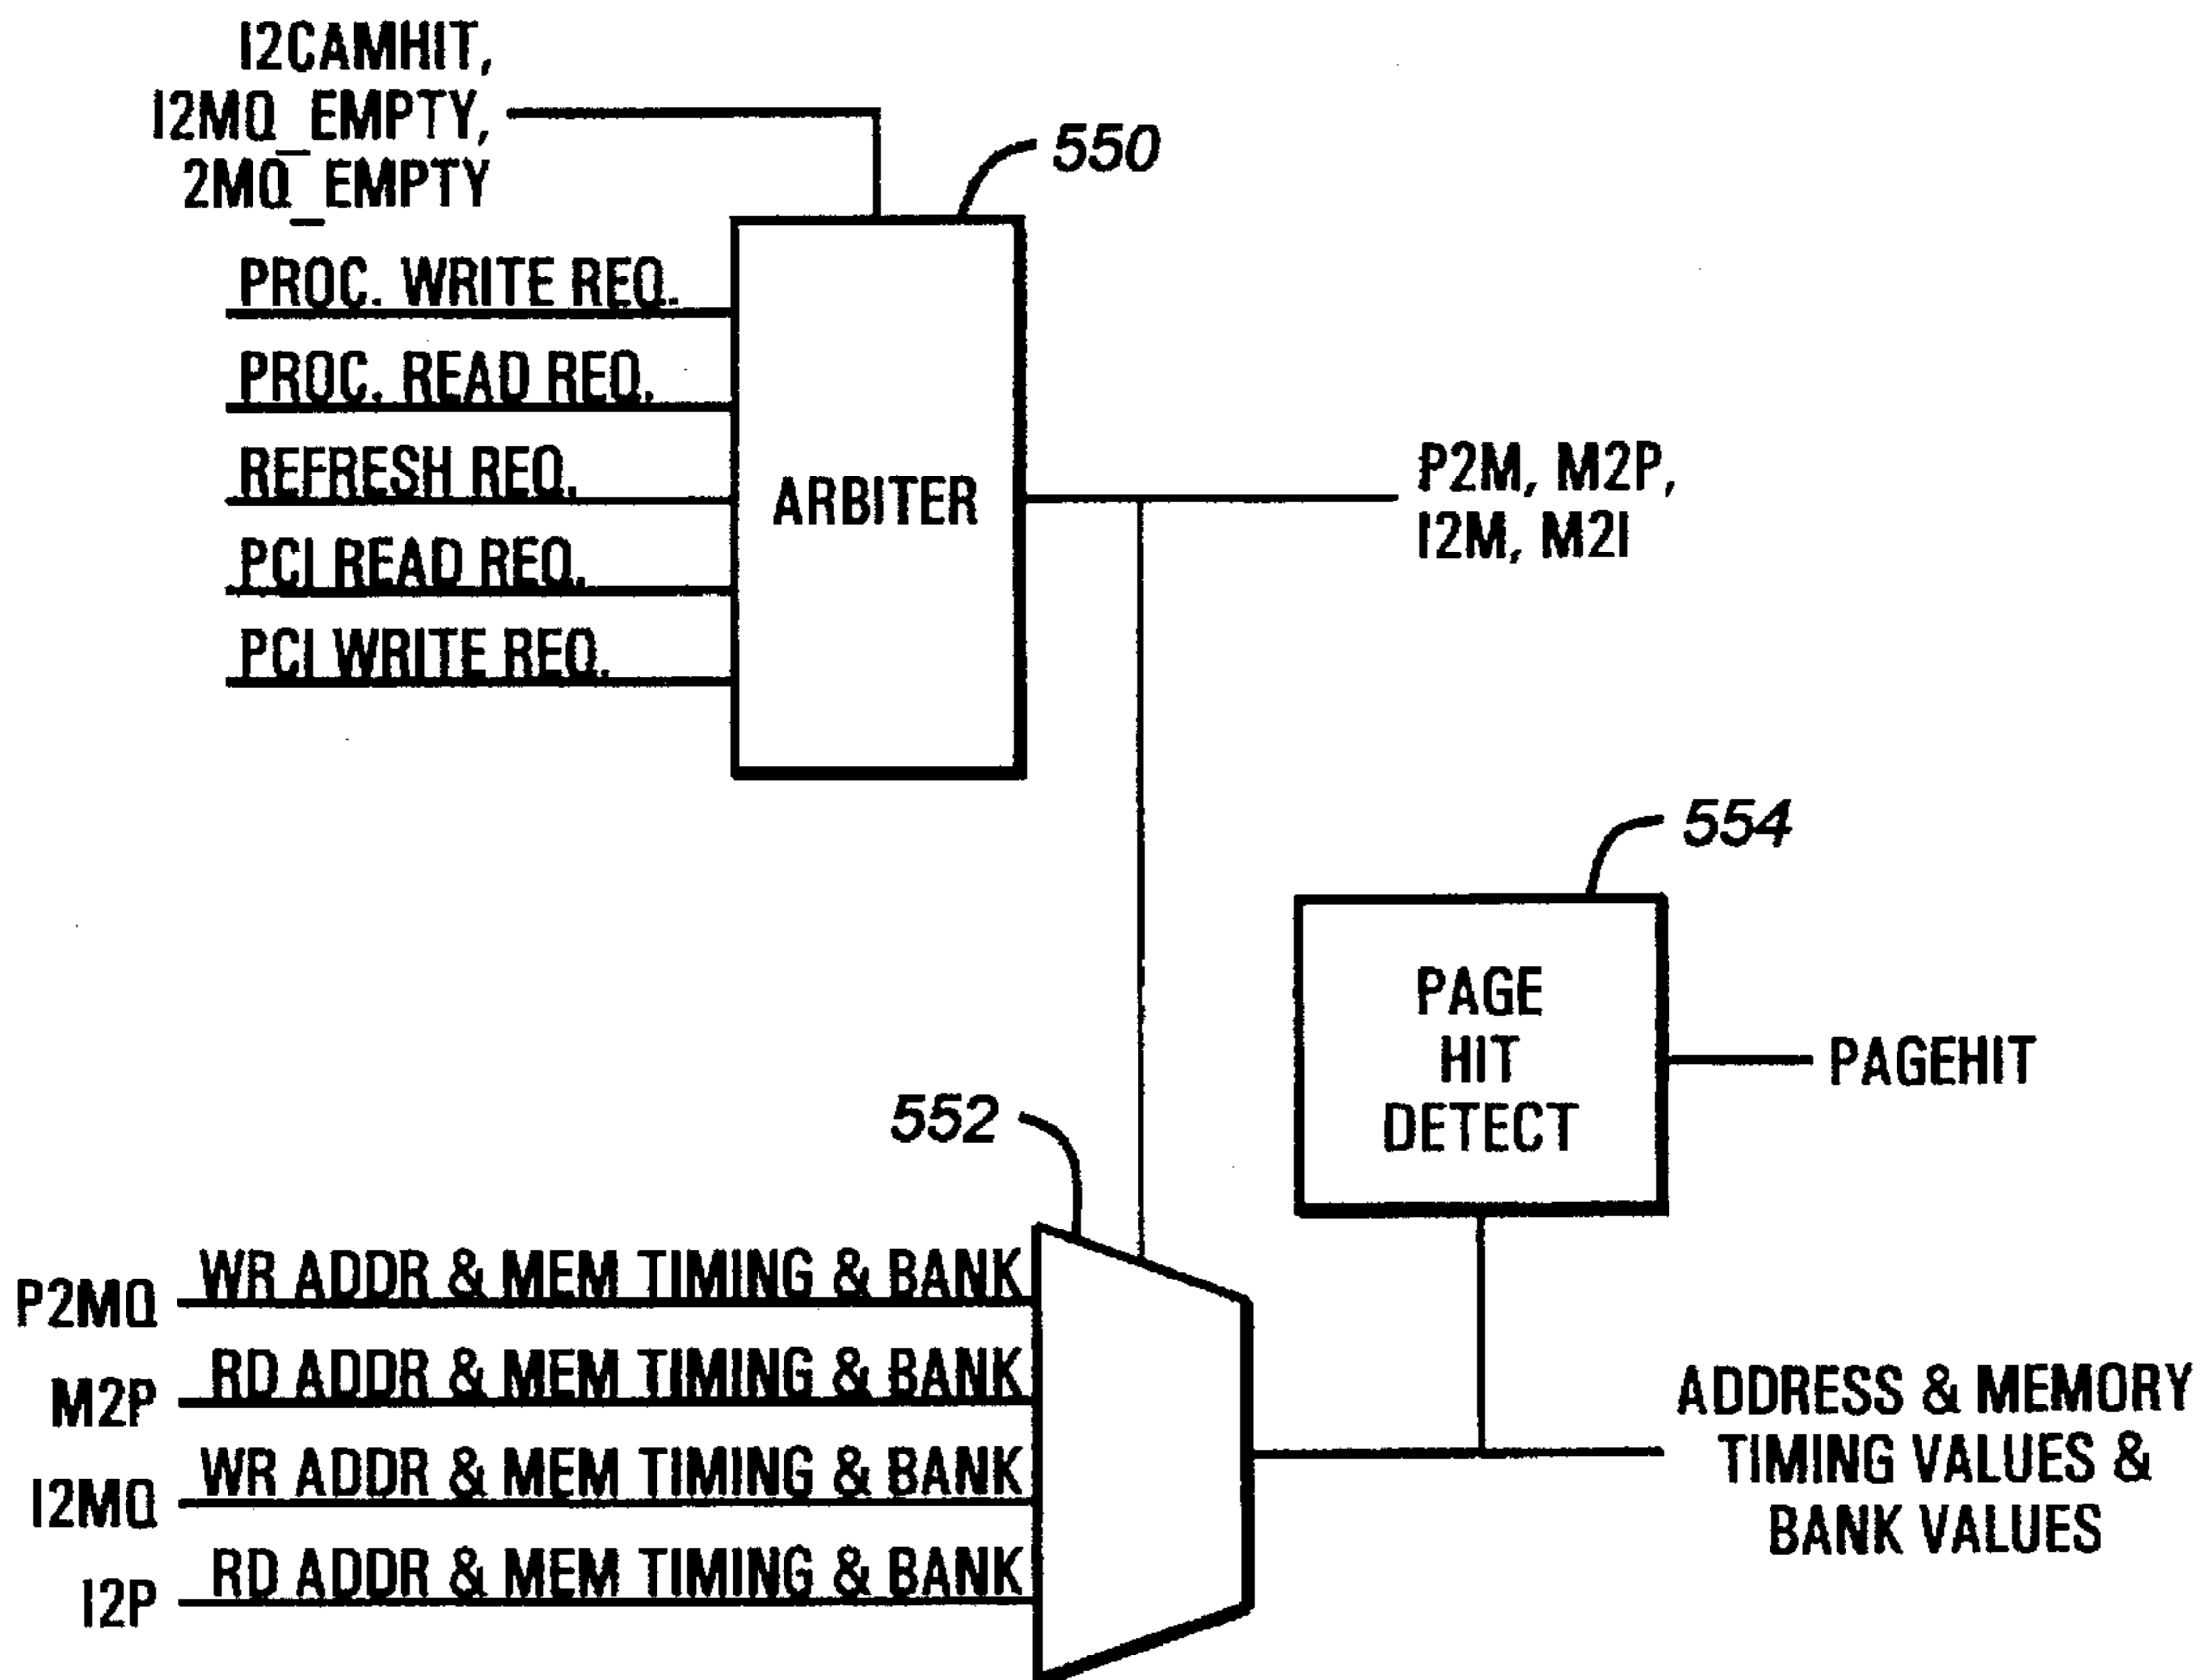 I2CAMHIT,
I2MQ_EMPTY,
2MQ_EMPTY
550
PROC. WRITE REQ.
PROC. READ REQ.
REFRESH REQ.
PCI READ REQ.
PCI WRITE REQ.
ARBITER
P2M, M2P,
I2M, M2I
554
PAGE
HIT
DETECT
PAGEHIT
552
P2MQ WR ADDR & MEM TIMING & BANK
M2P RD ADDR & MEM TIMING & BANK
I2MQ WR ADDR & MEM TIMING & BANK
I2P RD ADDR & MEM TIMING & BANK
ADDRESS & MEMORY
TIMING VALUES &
BANK VALUES